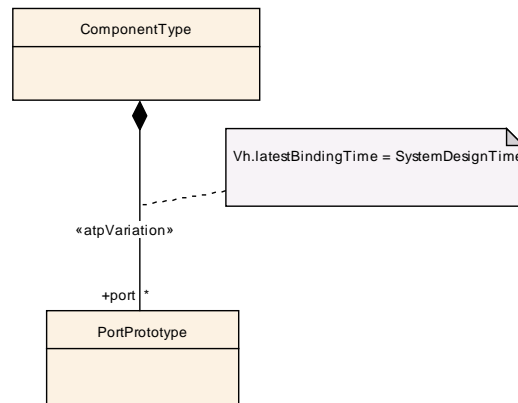 ComponentType
Vh.latestBindingTime = SystemDesignTime
«atpVariation»
+port *
PortPrototype